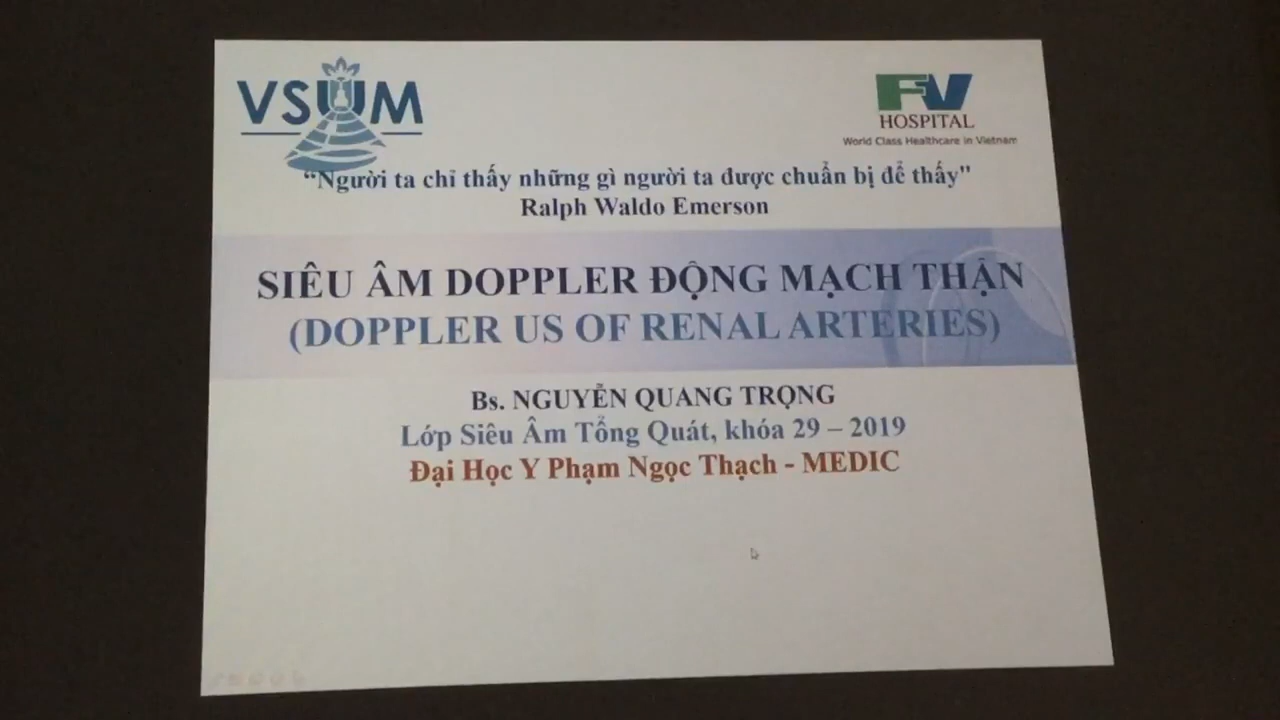 VSUM
FV
HOSPITAL
World Class Healthcare in Vietnam
“Người ta chỉ thấy những gì người ta được chuẩn bị để thấy"
Ralph Waldo Emerson
SIÊU ÂM DOPPLER ĐỘNG MẠCH THẬN
(DOPPLER US OF RENAL ARTERIES)
Bs. NGUYỄN QUANG TRỌNG
Lớp Siêu Âm Tổng Quát, khóa 29 – 2019
Đại Học Y Phạm Ngọc Thạch - MEDIC